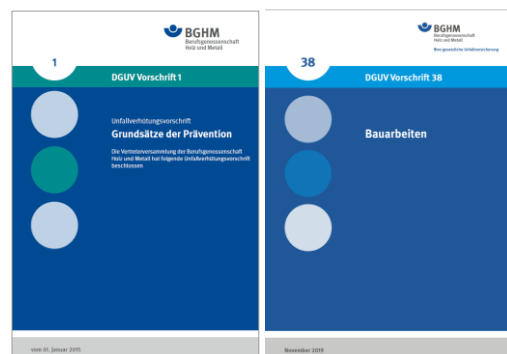 BGHM
Berufsgenossenschaft
Holz und Metall
1
DGUV Vorschrift 1
Unfallverhütungsvorschrift
Grundsätze der Prävention
Die Vertreterversammlung der Berufsgenossenschaft
Holz und Metall hat folgende Unfallverhütungsvorschrift
beschlossen
vom 01. Januar 2015
BGHM
Berufsgenossenschaft
Holz und Metall
Ihre gesetzliche Unfallversicherung
38
DGUV Vorschrift 38
Bauarbeiten
November 2019